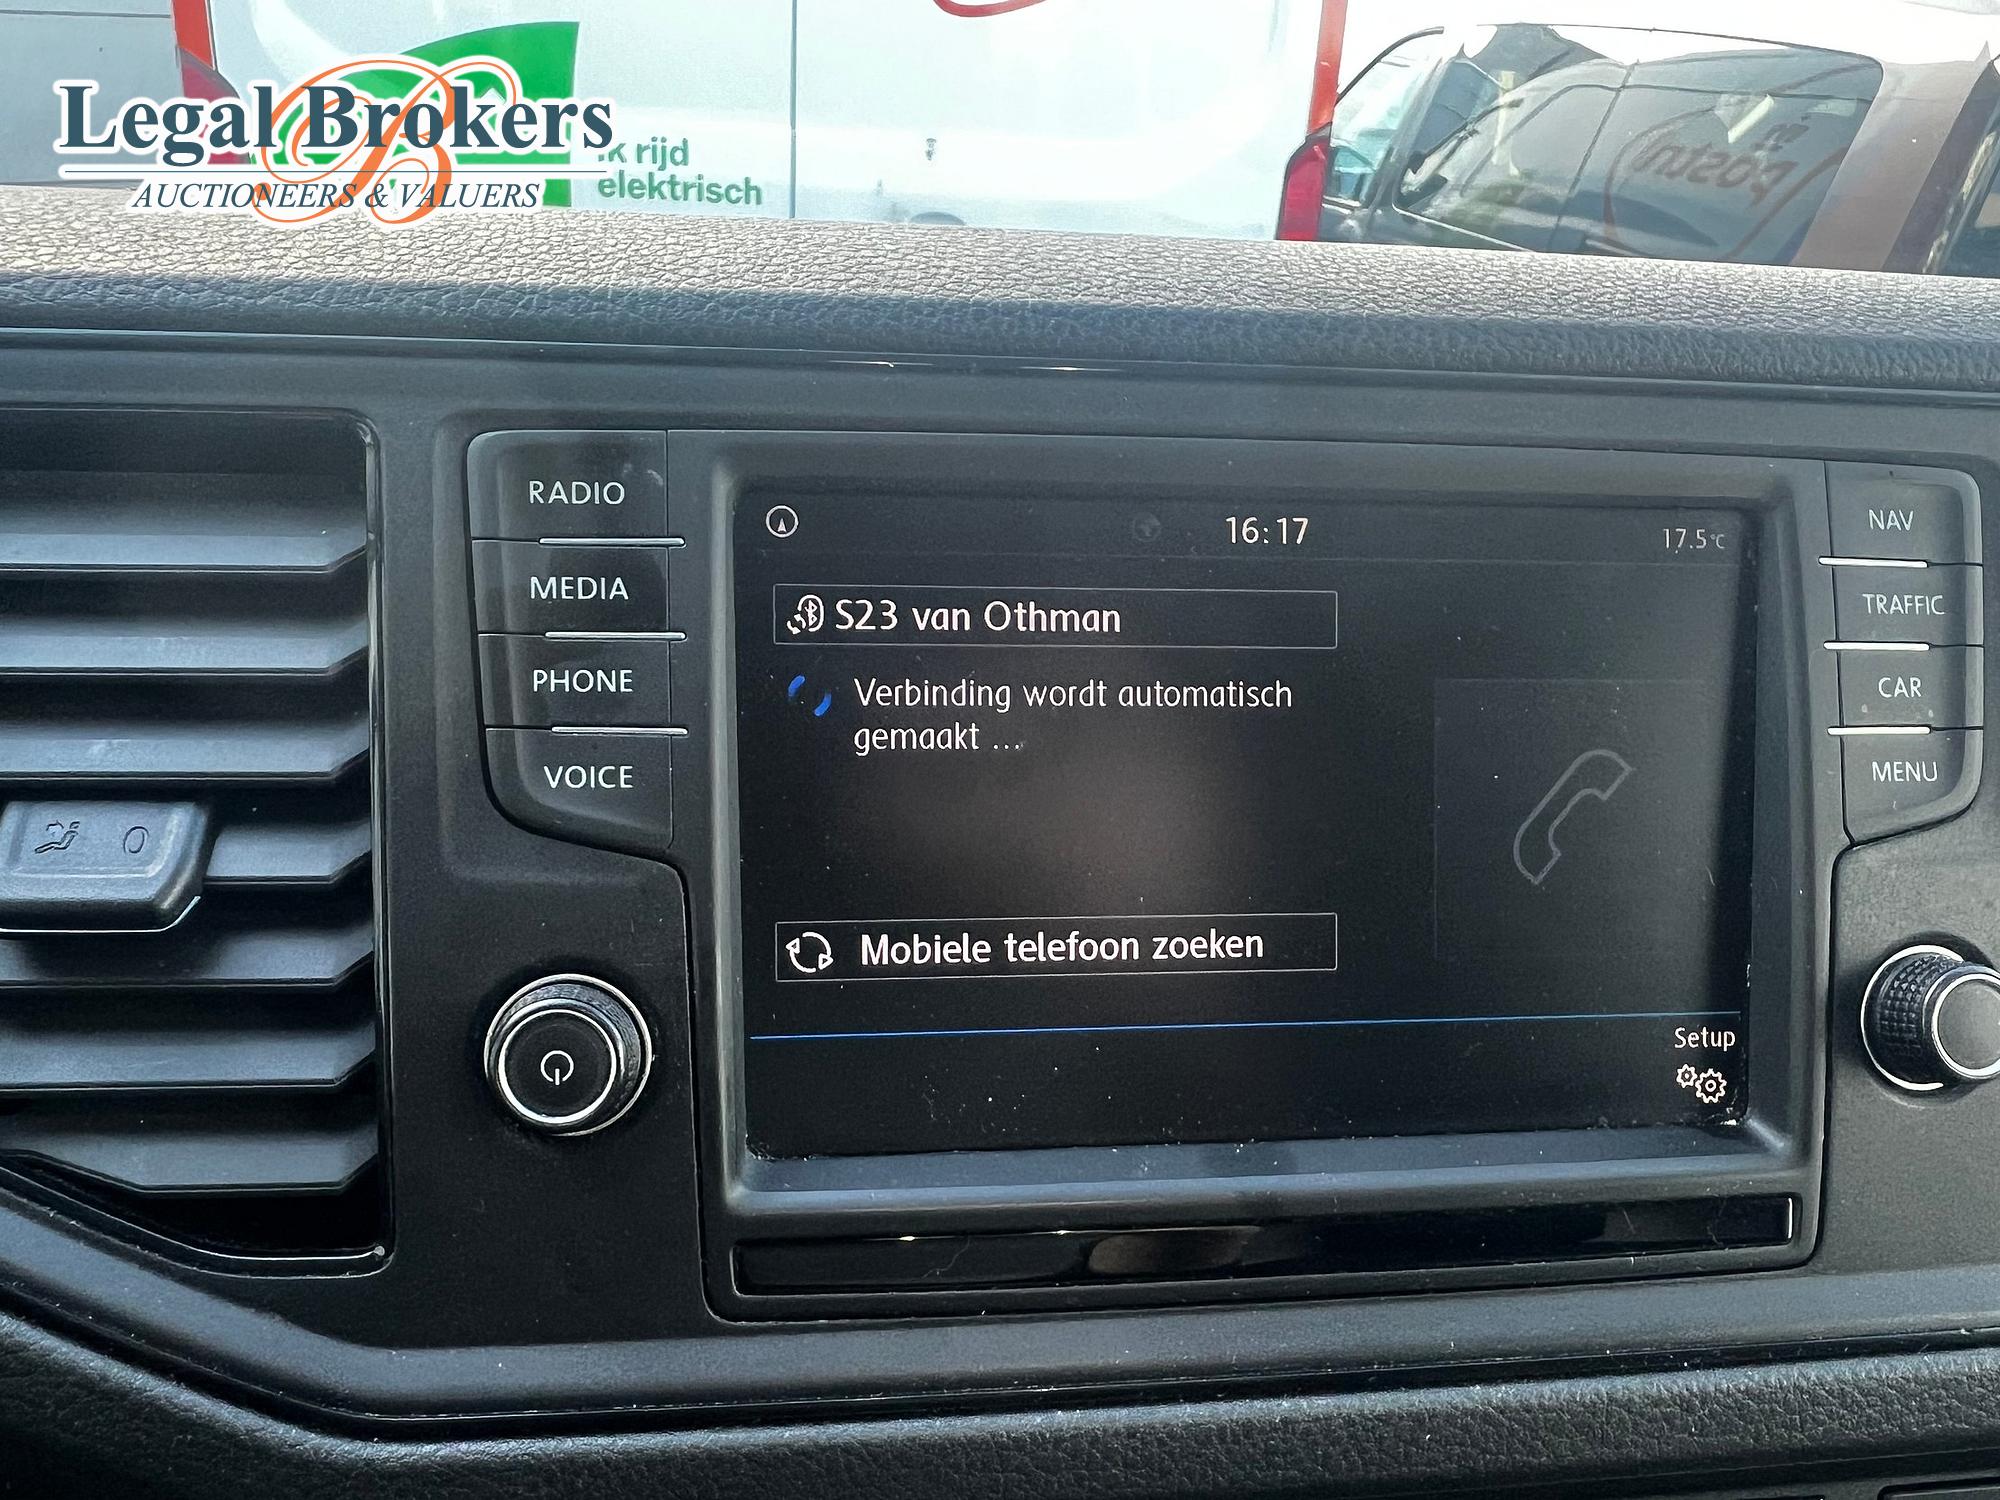 Legal Brokers
AUCTIONEERS & VALUERS
Ik rijd
elektrisch
RADIO
MEDIA
PHONE
VOICE
16:17
17.5°C
S23 van Othman
Verbinding wordt automatisch
gemaakt ...
Mobiele telefoon zoeken
Setup
NAV
TRAFFIC
CAR
MENU
0